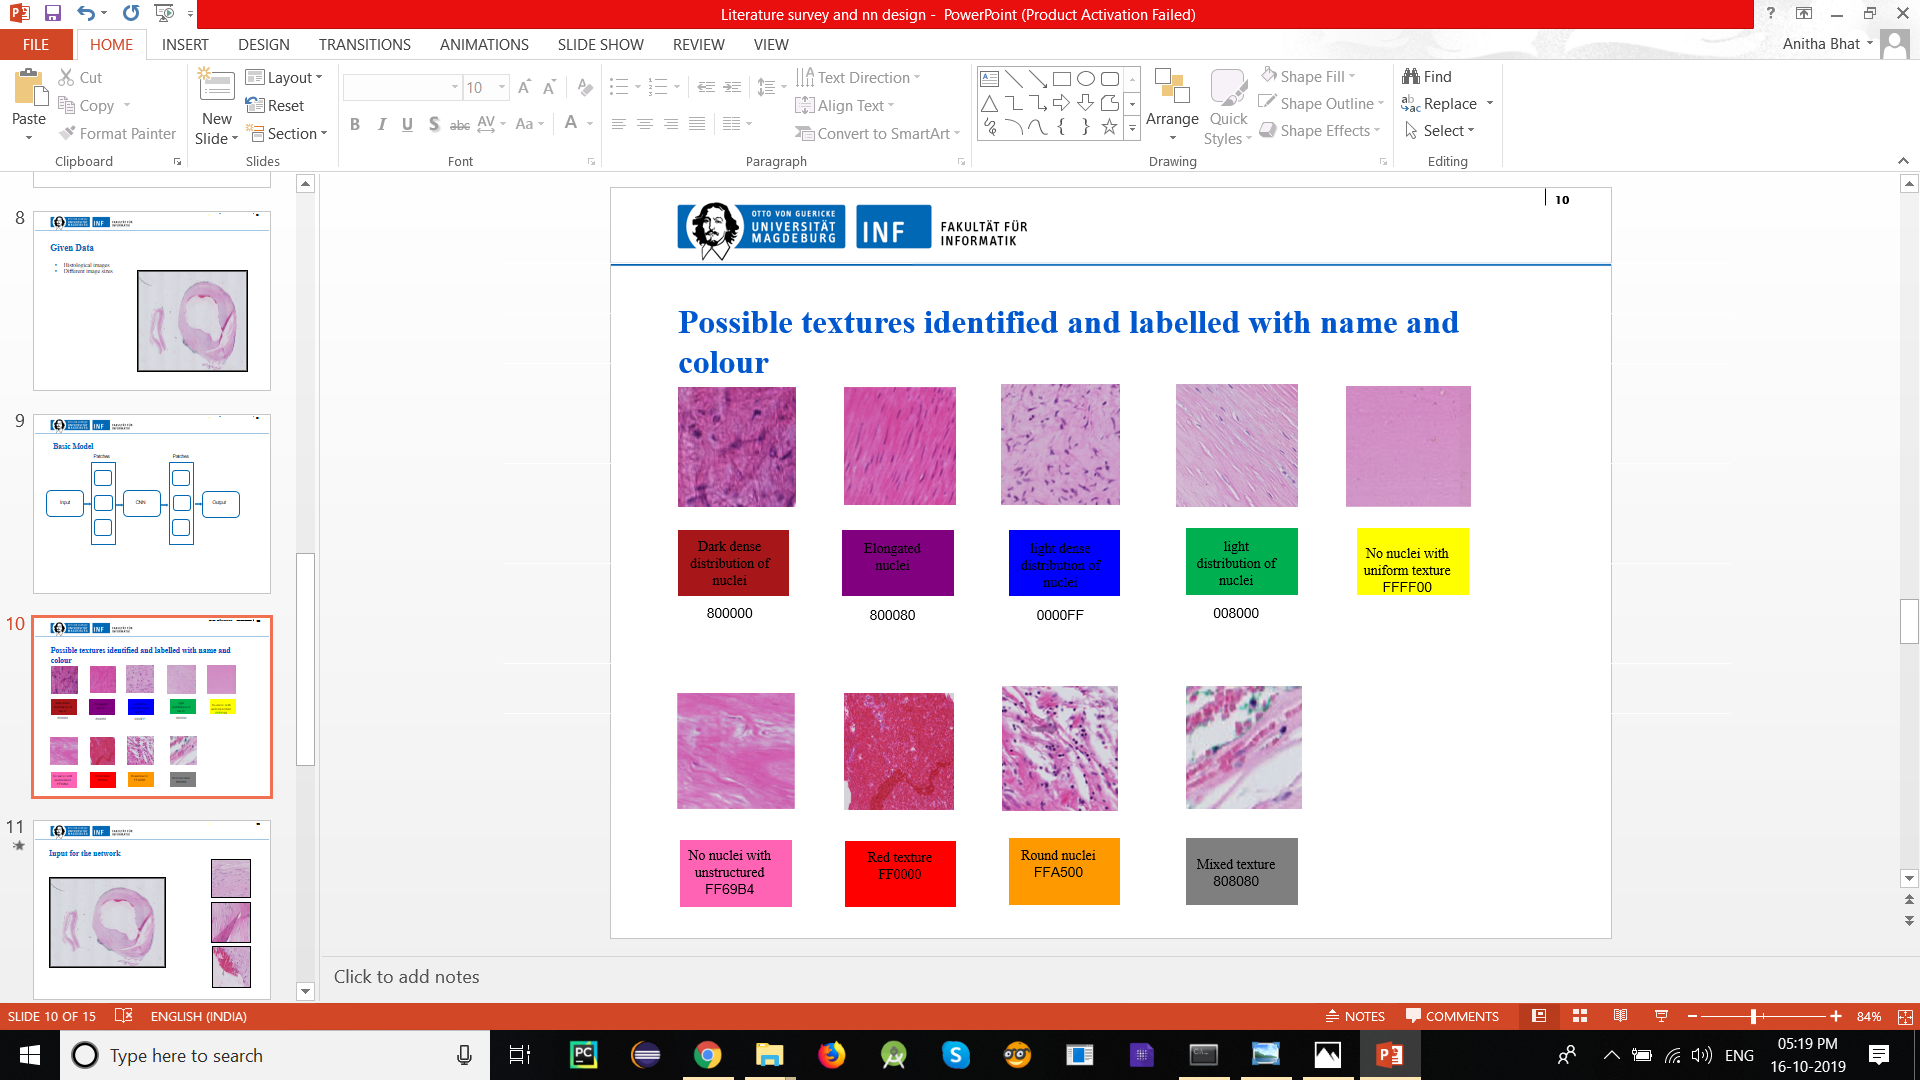 Literature survey and nn design - PowerPoint (Product Activation Failed)
?
FILE
HOME
INSERT
DESIGN
TRANSITIONS
ANIMATIONS
SLIDE SHOW
REVIEW
VIEW
Anitha Bhat
Paste
Cut
Copy
Format Painter
Clipboard
New
Slide
Layout
Reset
Section
Slides
10
B I U S abc AV Aa A
Font
Text Direction
Align Text
Convert to SmartArt
Paragraph
Arrange
Quick
Styles
Shape Fill
Shape Outline
Shape Effects
Drawing
Find
Replace
Select
Editing
8
Given Data
Histological images
Different image sizes
9
Basic Model
Patches
Patches
Input
CNN
Output
10
Possible textures identified and labelled with name and
colour
11
Input for the network
10
OTTO VON GUERICKE
UNIVERSITÄT
MAGDEBURG
INF
FAKULTÄT FÜR
INFORMATIK
Possible textures identified and labelled with name and
colour
Dark dense
distribution of
nuclei
800000
Elongated
nuclei
800080
light dense
distribution of
nuclei
0000FF
light
distribution of
nuclei
008000
No nuclei with
uniform texture
FFFF00
No nuclei with
unstructured
FF69B4
Red texture
FF0000
Round nuclei
FFA500
Mixed texture
808080
Click to add notes
SLIDE 10 OF 15
ENGLISH (INDIA)
NOTES
COMMENTS
84%
Type here to search
ENG
05:19 PM
16-10-2019